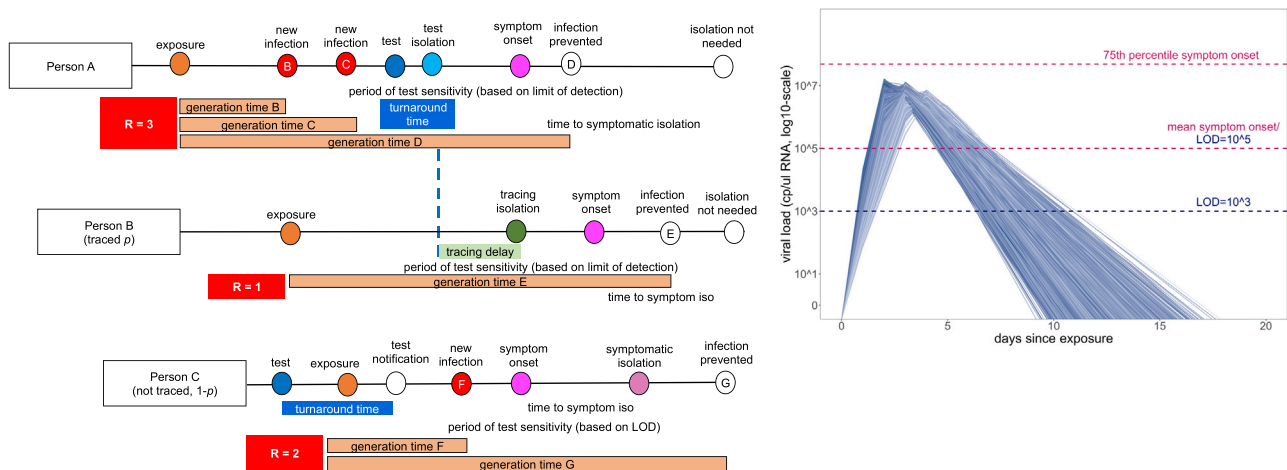 exposure
new
infection
new
infection
test
test
isolation
symptom
onset
infection
prevented
isolation not
needed
Person A
B
C
D
period of test sensitivity (based on limit of detection)
R = 3
generation time B
generation time C
generation time D
turnaround
time
time to symptomatic isolation
exposure
tracing
isolation
symptom
onset
infection
prevented
isolation
not needed
Person B
(traced p)
E
tracing delay
period of test sensitivity (based on limit of detection)
R = 1
generation time E
time to symptom iso
test
exposure
test
notification
new
infection
symptom
onset
symptomatic
isolation
infection
prevented
Person C
(not traced, 1-p)
F
G
turnaround time
time to symptom iso
period of test sensitivity (based on LOD)
R = 2
generation time F
generation time G
75th percentile symptom onset
mean symptom onset/
LOD=10^5
LOD=10^3
viral load (cp/ul RNA, log10-scale)
10^7
10^5
10^3
10^1
0
0
5
10
15
20
days since exposure